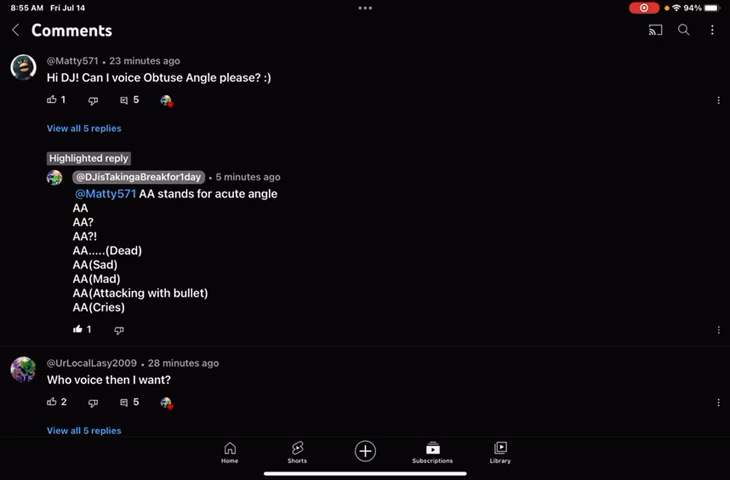 8:55 AM Fri Jul 14
94%
Comments
@Matty571 • 23 minutes ago
Hi DJ! Can I voice Obtuse Angle please? :)
1 5
View all 5 replies
Highlighted reply
@DJisTakingaBreakfor1day • 5 minutes ago
@Matty571 AA stands for acute angle
AA
AA?
AA?!
AA.....(Dead)
AA(Sad)
AA(Mad)
AA(Attacking with bullet)
AA(Cries)
1
@UrLocalLasy2009 • 28 minutes ago
Who voice then I want?
2 5
View all 5 replies
Home Shorts Subscriptions Library